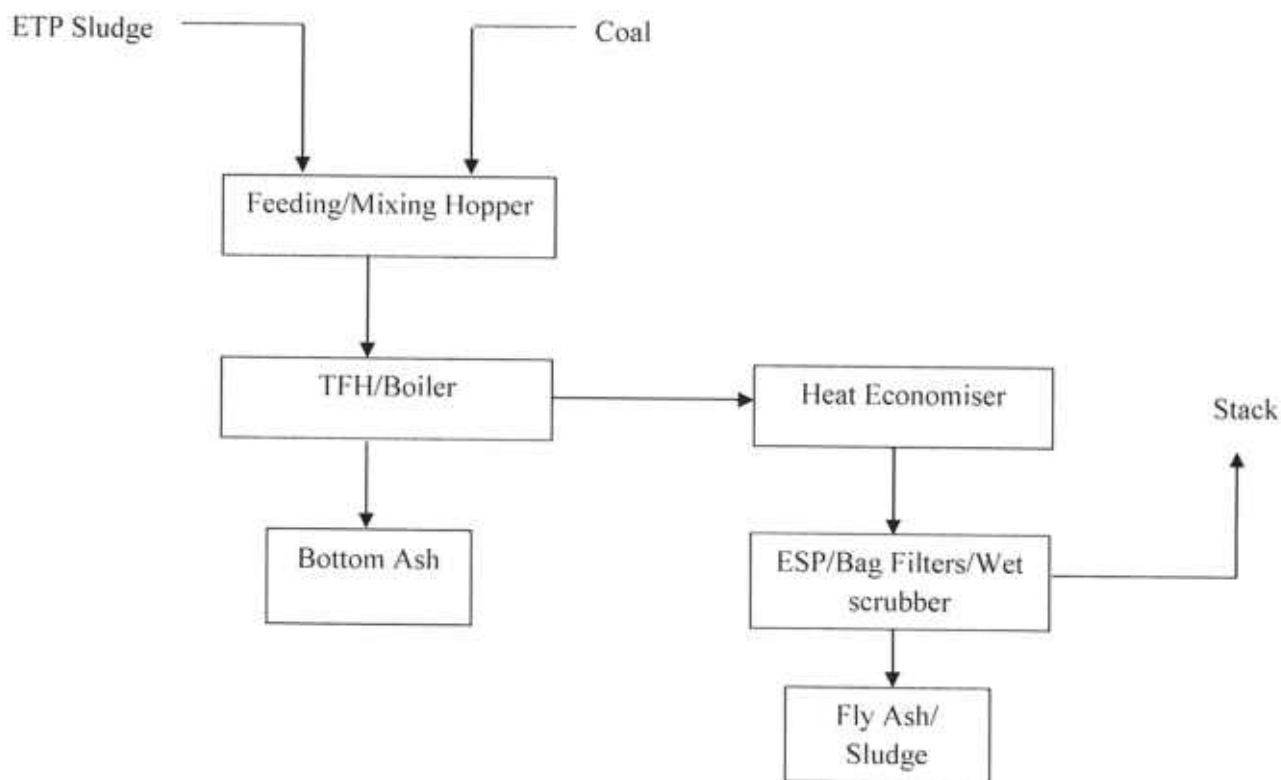 ETP Sludge
Coal
Feeding/Mixing Hopper
TFH/Boiler
Heat Economiser
Stack
Bottom Ash
ESP/Bag Filters/Wet
scrubber
Fly Ash/
Sludge